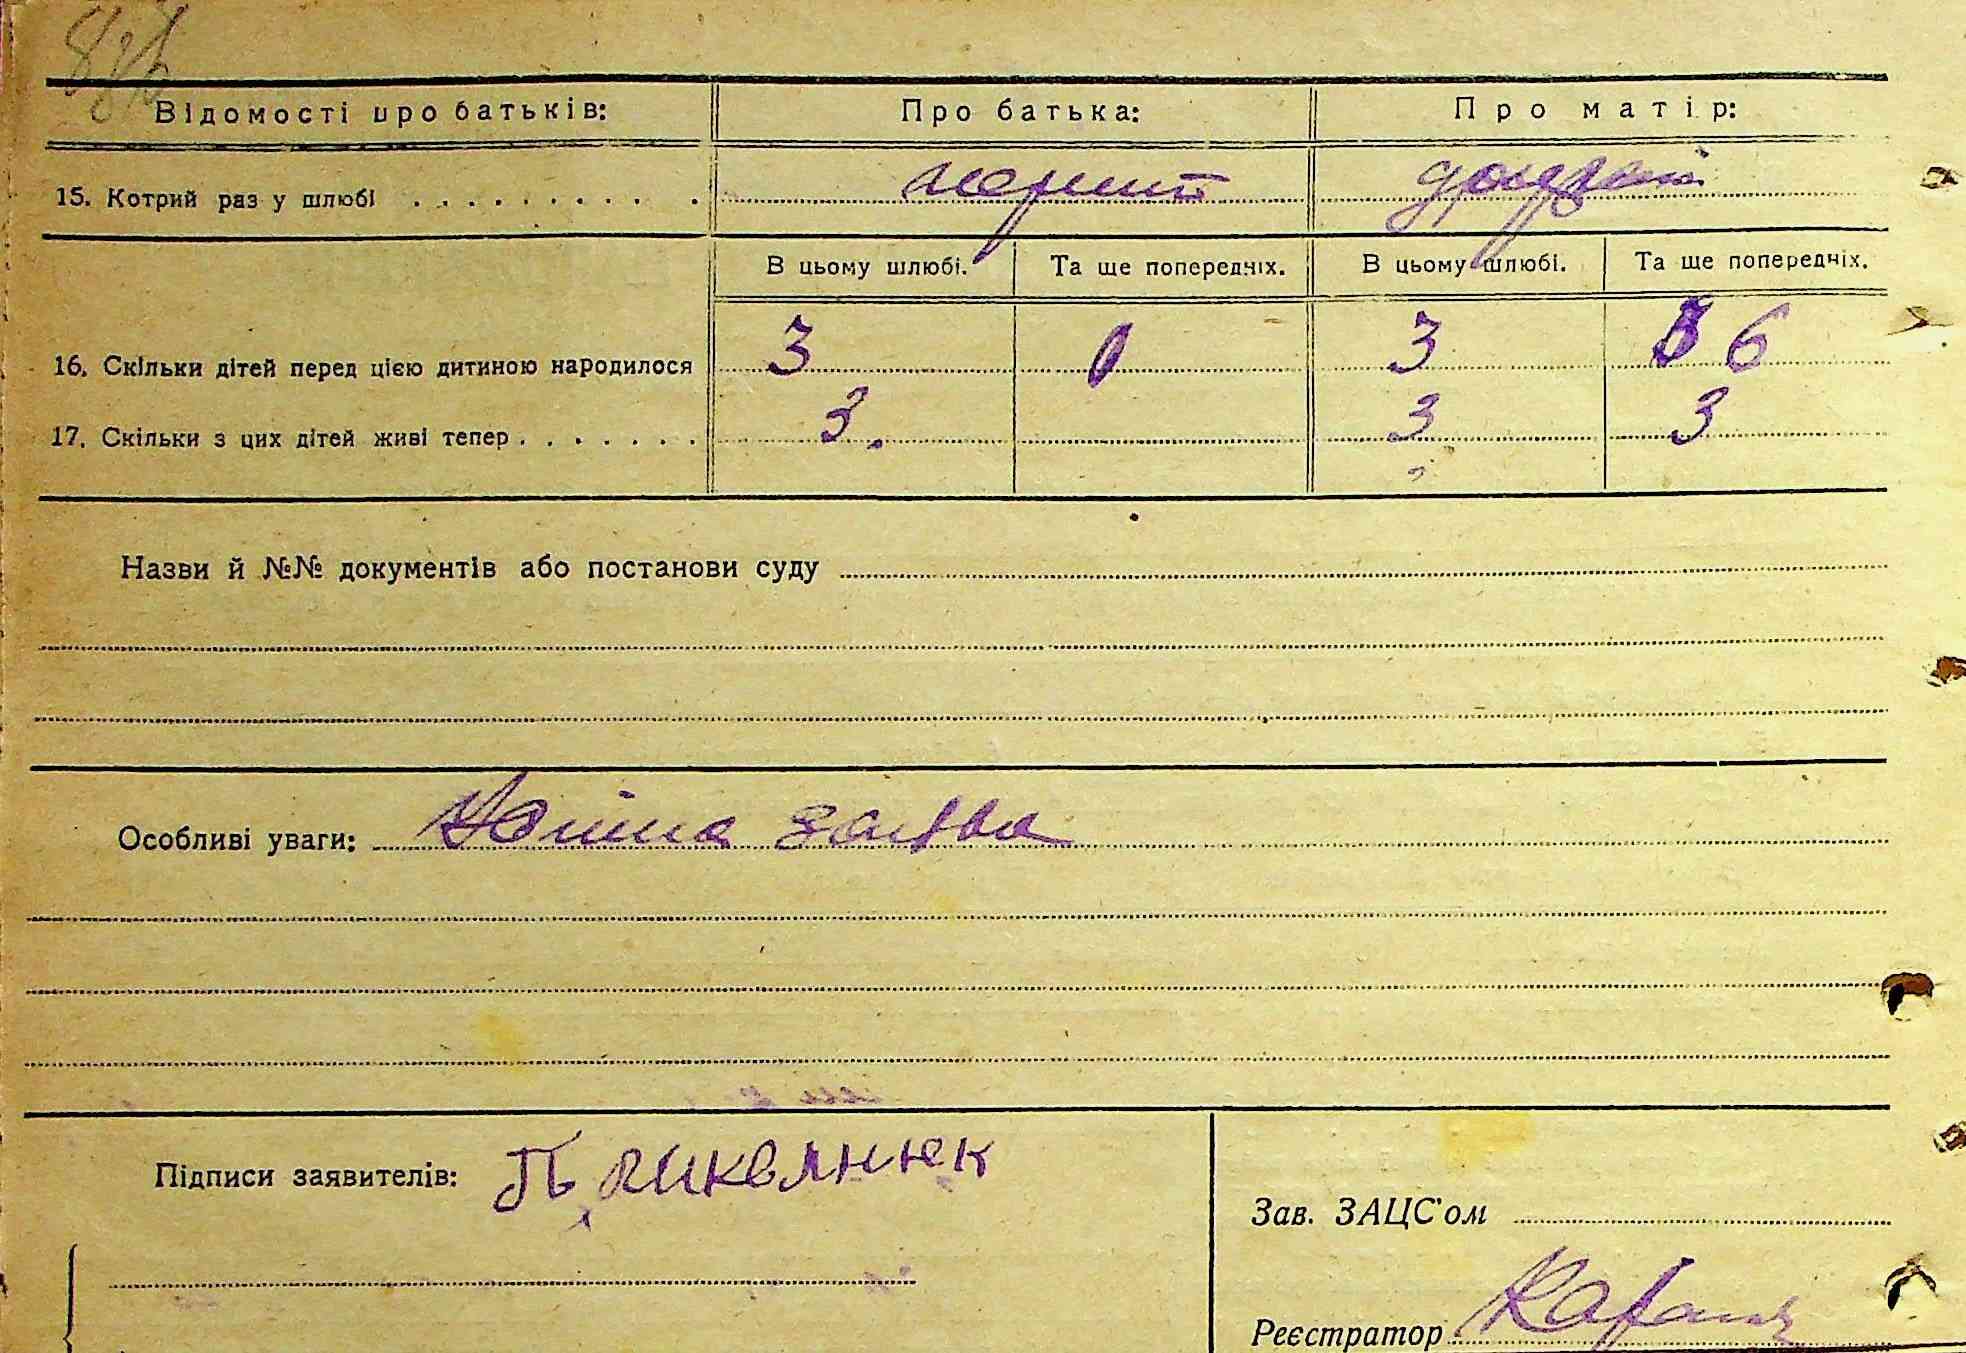 Відомості про батьків: Про батька: Про матір:
15. Котрий раз у шлюбі . . . . . . . . . . перший другий
В цьому шлюбі. Та ще попередніх. В цьому шлюбі. Та ще попередніх.
16. Скільки дітей перед цією дитиною народилося 3 0 3 6
17. Скільки з цих дітей живі тепер . . . . . . . 3. 3 3
Назви й №№ документів або постанови суду
Особливі уваги: заява
Підписи заявителів:
Зав. ЗАЦС'ом
Реєстратор